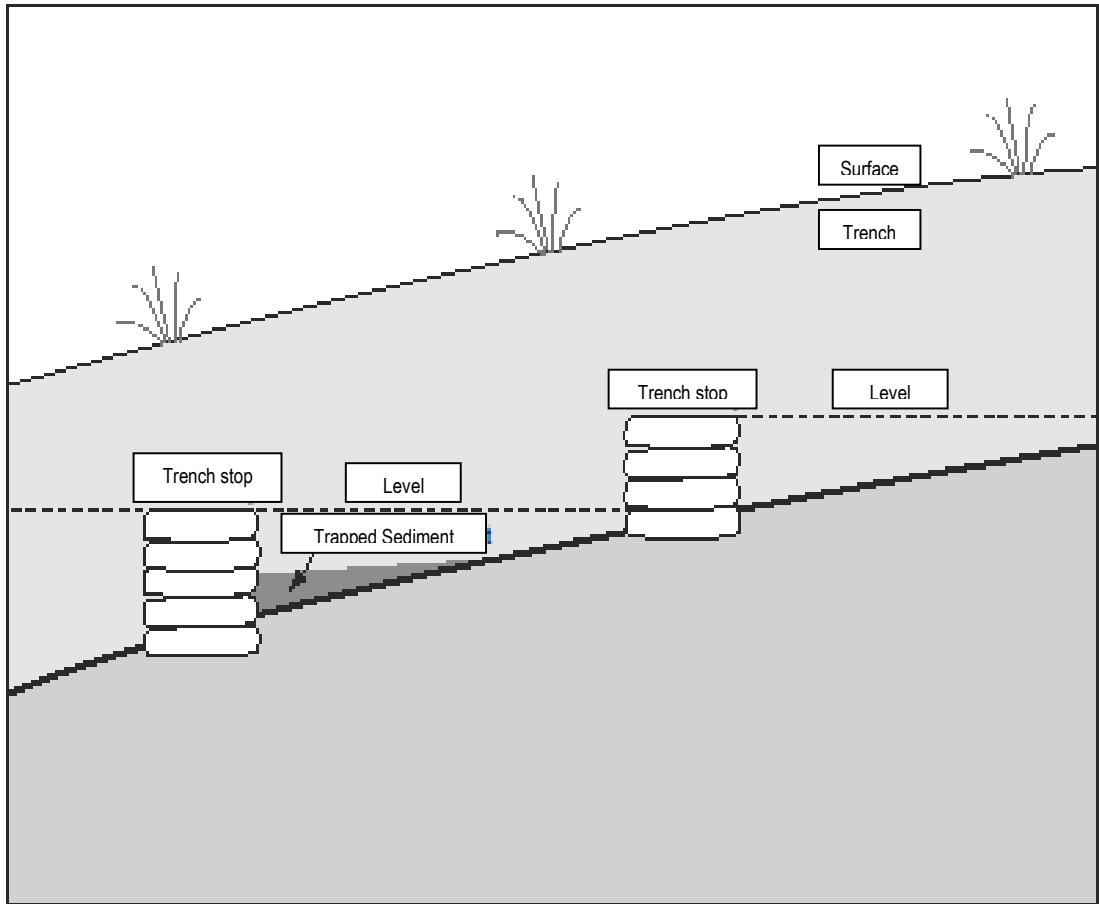 Surface
Trench
Trench stop
Level
Trench stop
Level
Trapped Sediment